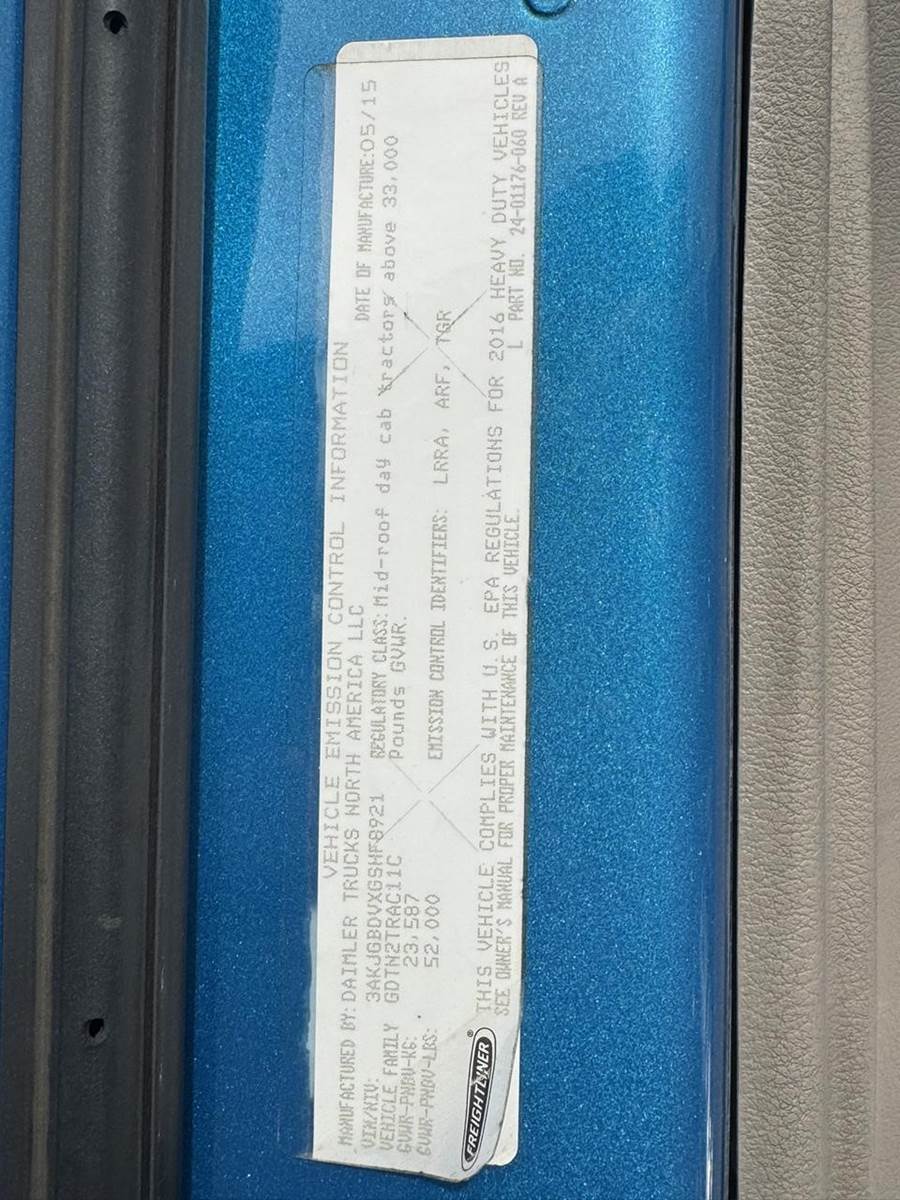 VEHICLE EMISSION CONTROL INFORMATION
MANUFACTURED BY: DAIMLER TRUCKS NORTH AMERICA LLC DATE OF MANUFACTURE: 05/15
VIN/NIV: 3AKJGBDVXGSHF8921 REGULATORY CLASS: Mid-roof day cab tractors above 33,000
VEHICLE FAMILY GDTN2TRAC11C Pounds GVWR.
GVWR-PNBV-KG: 23,587
GVWR-PNBV-LBS: 52,000 EMISSION CONTROL IDENTIFIERS: LRRA, ARF, TGR
THIS VEHICLE COMPLIES WITH U.S. EPA REGULATIONS FOR 2016 HEAVY DUTY VEHICLES
SEE OWNER'S MANUAL FOR PROPER MAINTENANCE OF THIS VEHICLE. L PART NO. 24-01176-060 REV A
FREIGHTLINER®